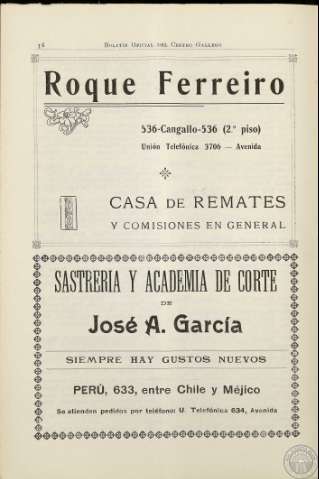 36 BOLETIN OFICIAL DEL CENTRO GALLEGO
Roque Ferreiro
536-Cangallo-536 (2.° piso)
Unión Telefónica 3706 — Avenida
CASA DE REMATES
Y COMISIONES EN GENERAL
SASTRERIA Y ACADEMIA DE CORTE
DE
José A. García
SIEMPRE HAY GUSTOS NUEVOS
PERÚ, 633, entre Chile y Méjico
Se atienden pedidos por teléfono: U. Telefónica 634, Avenida